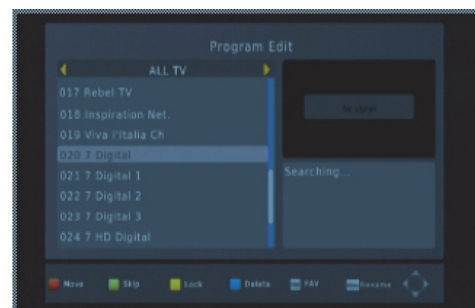 Program Edit
ALL TV
017 Rebel TV
018 Inspiration Net.
019 Viva l'Italia Ch
020 7 Digital
021 7 Digital 1
022 7 Digital 2
023 7 Digital 3
024 7 HD Digital
No signal
Searching...
Move Skip Lock Delete FAV Rename